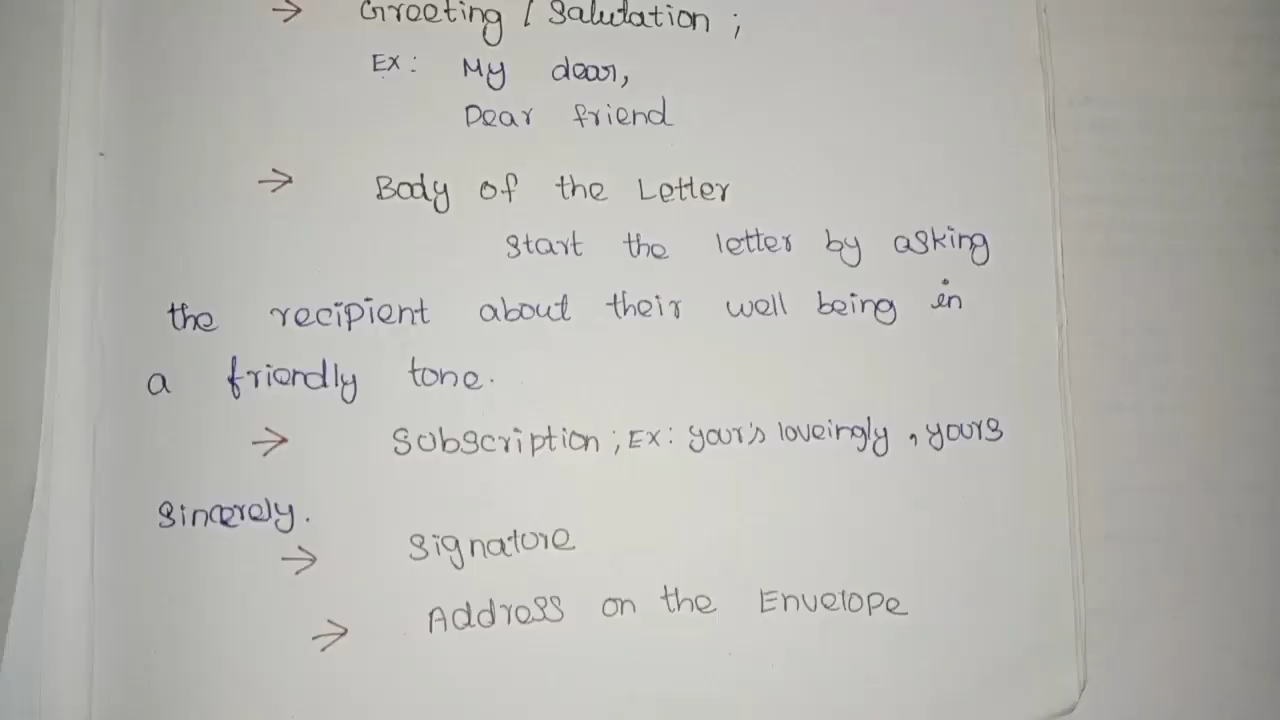 → Greeting / Salutation ;
Ex : My dear,
Dear friend
→ Body of the Letter
Start the letter by asking
the recipient about their well being in
a friendly tone.
→ Subscription ; Ex : your's loveingly , yours
Sincerely.
→ Signature
→ Address on the Envelope